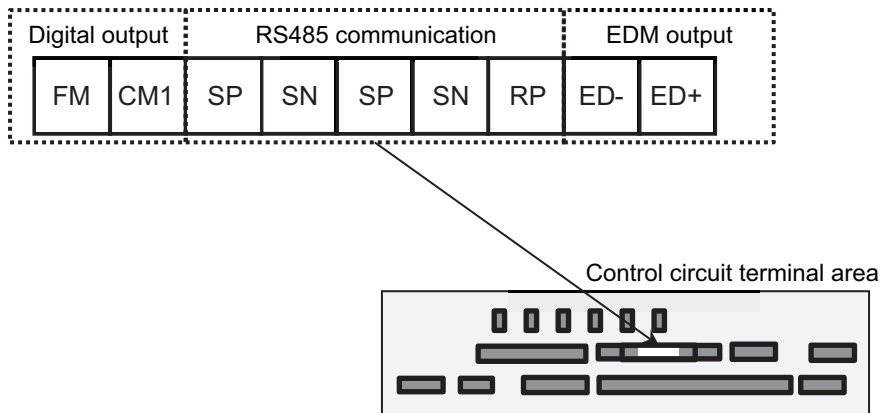 Digital output RS485 communication EDM output
FM CM1 SP SN SP SN RP ED- ED+
Control circuit terminal area